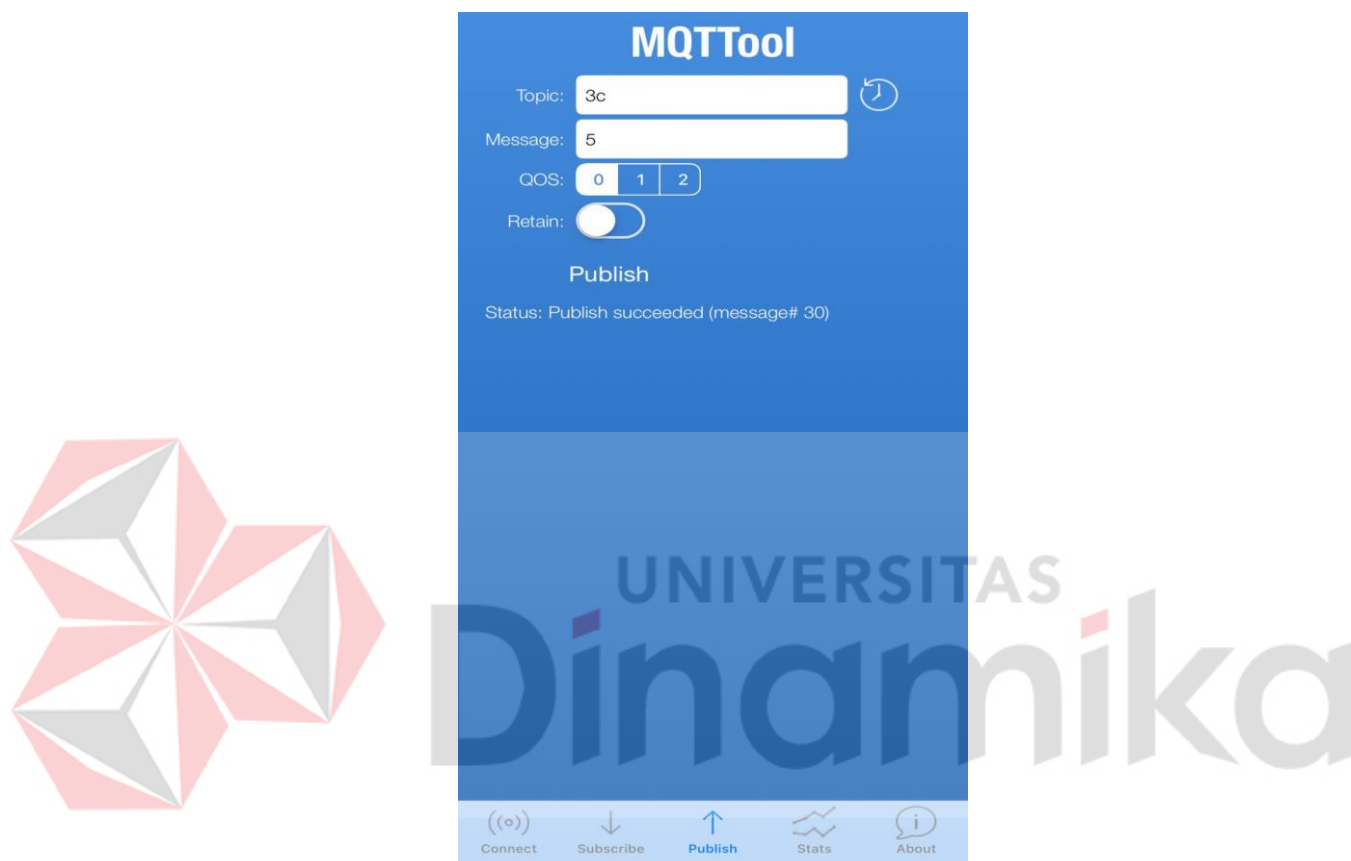 MQTTool
Topic: 3c
Message: 5
QOS: 0 1 2
Retain:
Publish
Status: Publish succeeded (message# 30)
UNIVERSITAS
Dinamika
Connect Subscribe Publish Stats About